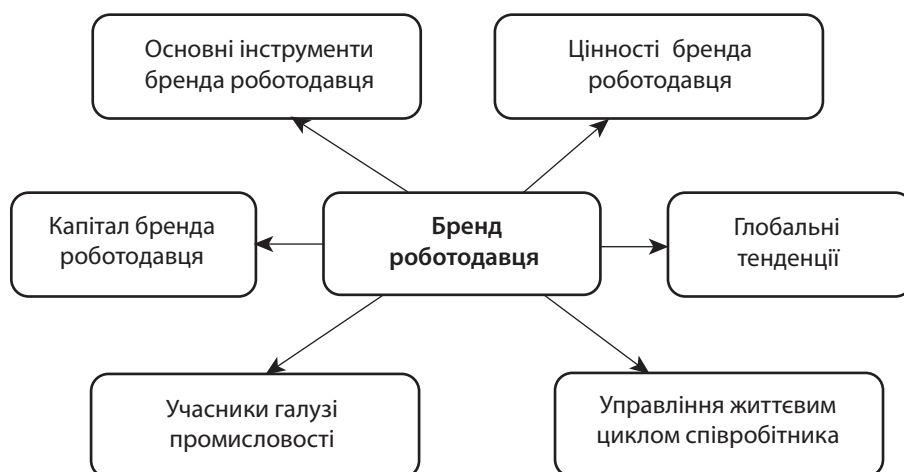 Основні інструменти
бренда роботодавця
Цінності бренда
роботодавця
Капітал бренда
роботодавця
Бренд
роботодавця
Глобальні
тенденції
Учасники галузі
промисловості
Управління життєвим
циклом співробітника